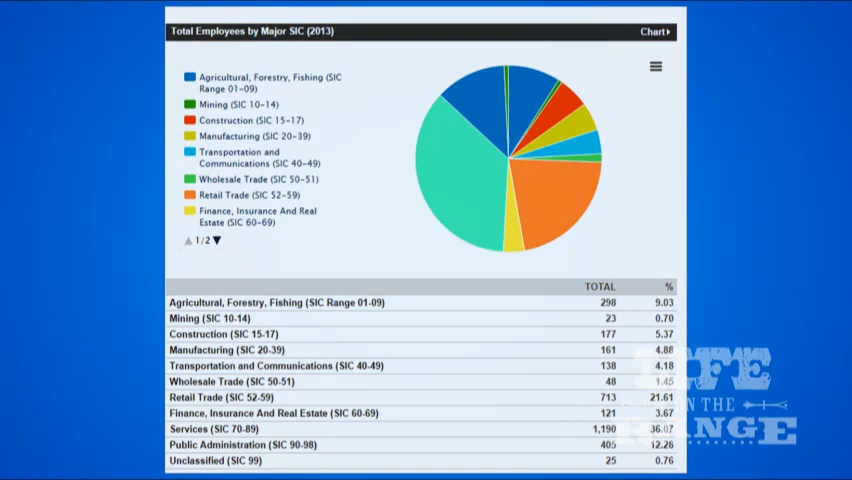 Total Employees by Major SIC (2013) Chart
Agricultural, Forestry, Fishing (SIC
Range 01-09)
Mining (SIC 10-14)
Construction (SIC 15-17)
Manufacturing (SIC 20-39)
Transportation and
Communications (SIC 40-49)
Wholesale Trade (SIC 50-51)
Retail Trade (SIC 52-59)
Finance, Insurance And Real
Estate (SIC 60-69)
1/2
TOTAL %
Agricultural, Forestry, Fishing (SIC Range 01-09) 298 9.03
Mining (SIC 10-14) 23 0.70
Construction (SIC 15-17) 177 5.37
Manufacturing (SIC 20-39) 161 4.88
Transportation and Communications (SIC 40-49) 138 4.18
Wholesale Trade (SIC 50-51) 48 1.45
Retail Trade (SIC 52-59) 713 21.61
Finance, Insurance And Real Estate (SIC 60-69) 121 3.67
Services (SIC 70-89) 1,190 36.07
Public Administration (SIC 90-98) 405 12.28
Unclassified (SIC 99) 25 0.76
LIFE
ON THE
RANGE